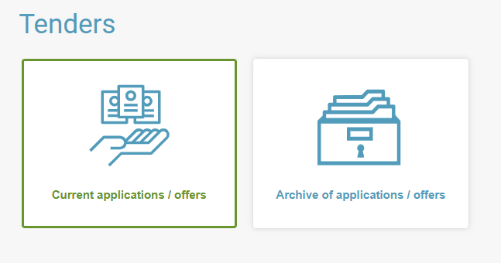 Tenders
Current applications / offers
Archive of applications / offers